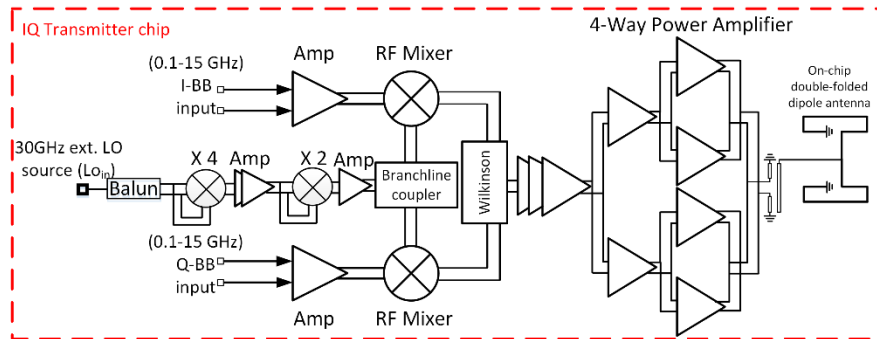 IQ Transmitter chip
4-Way Power Amplifier
Amp
RF Mixer
(0.1-15 GHz)
I-BB
input
On-chip
double-folded
dipole antenna
30GHz ext. LO
source (Loin)
X 4
Amp
X 2
Amp
Balun
Branchline
coupler
Wilkinson
(0.1-15 GHz)
Q-BB
input
Amp
RF Mixer